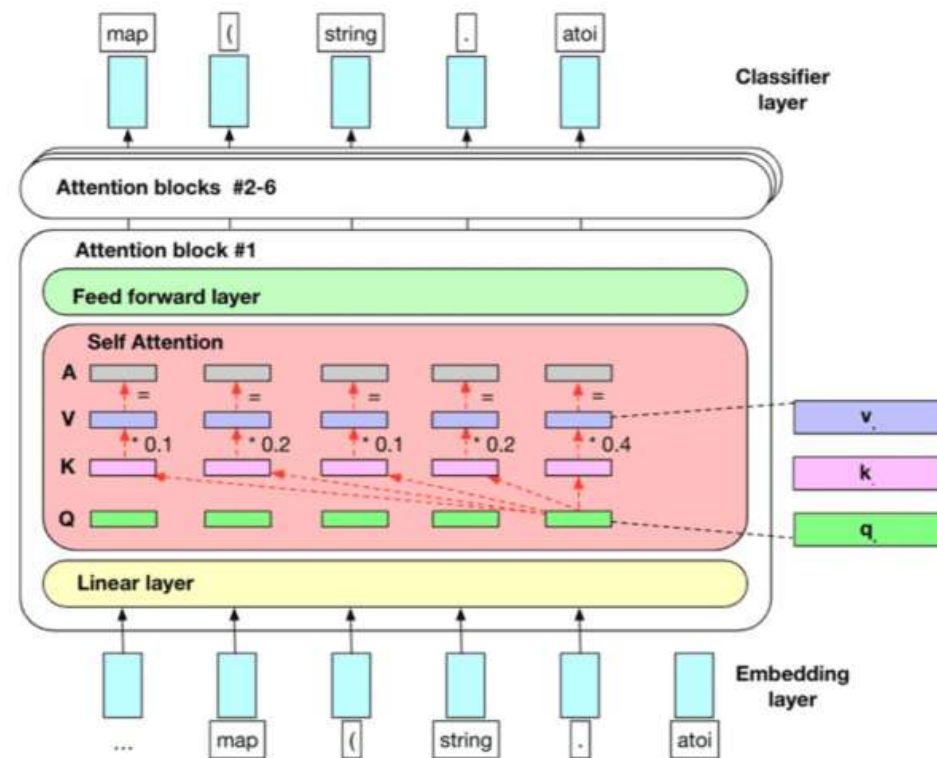 map ( string . atoi
Classifier
layer
Attention blocks #2-6
Attention block #1
Feed forward layer
Self Attention
A
= = = = =
V
v.
* 0.1 * 0.2 * 0.1 * 0.2 * 0.4
K
k.
Q
q.
Linear layer
Embedding
layer
... map ( string . atoi